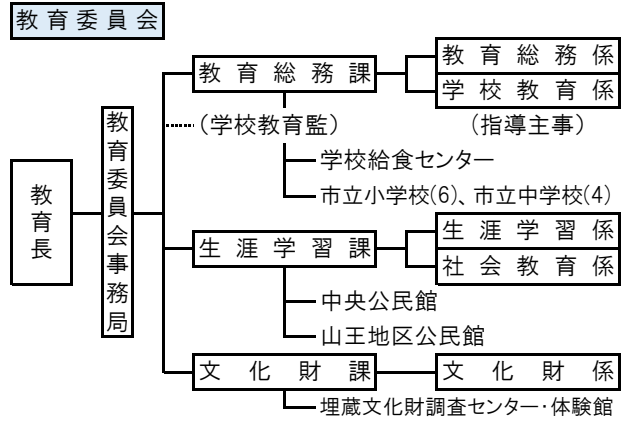 教育委員会
教育長
教育委員会事務局
教育総務課
教育総務係
学校教育係
(学校教育監)
(指導主事)
学校給食センター
市立小学校(6)、市立中学校(4)
生涯学習課
生涯学習係
社会教育係
中央公民館
山王地区公民館
文化財課
文化財係
埋蔵文化財調査センター・体験館